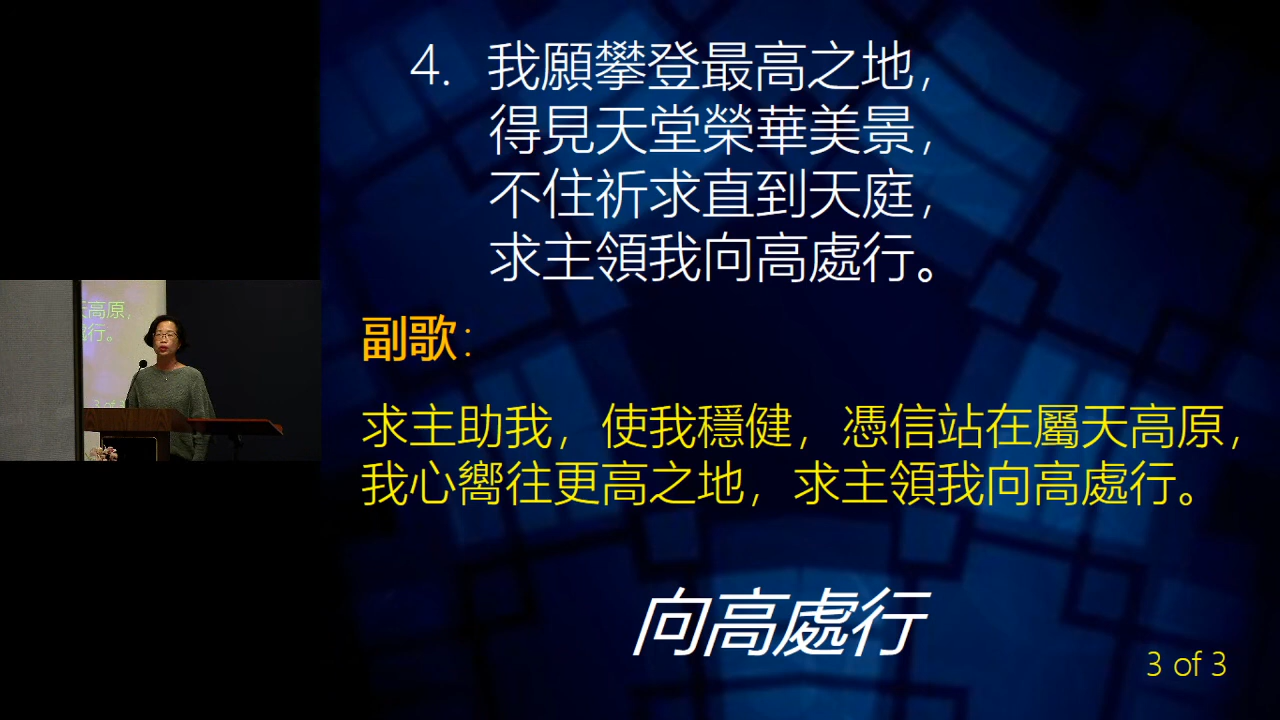 4. 我願攀登最高之地,
得見天堂榮華美景,
不住祈求直到天庭,
求主領我向高處行。
副歌:
求主助我, 使我穩健, 憑信站在屬天高原,
我心嚮往更高之地, 求主領我向高處行。
向高處行
3 of 3
天高原,
行。